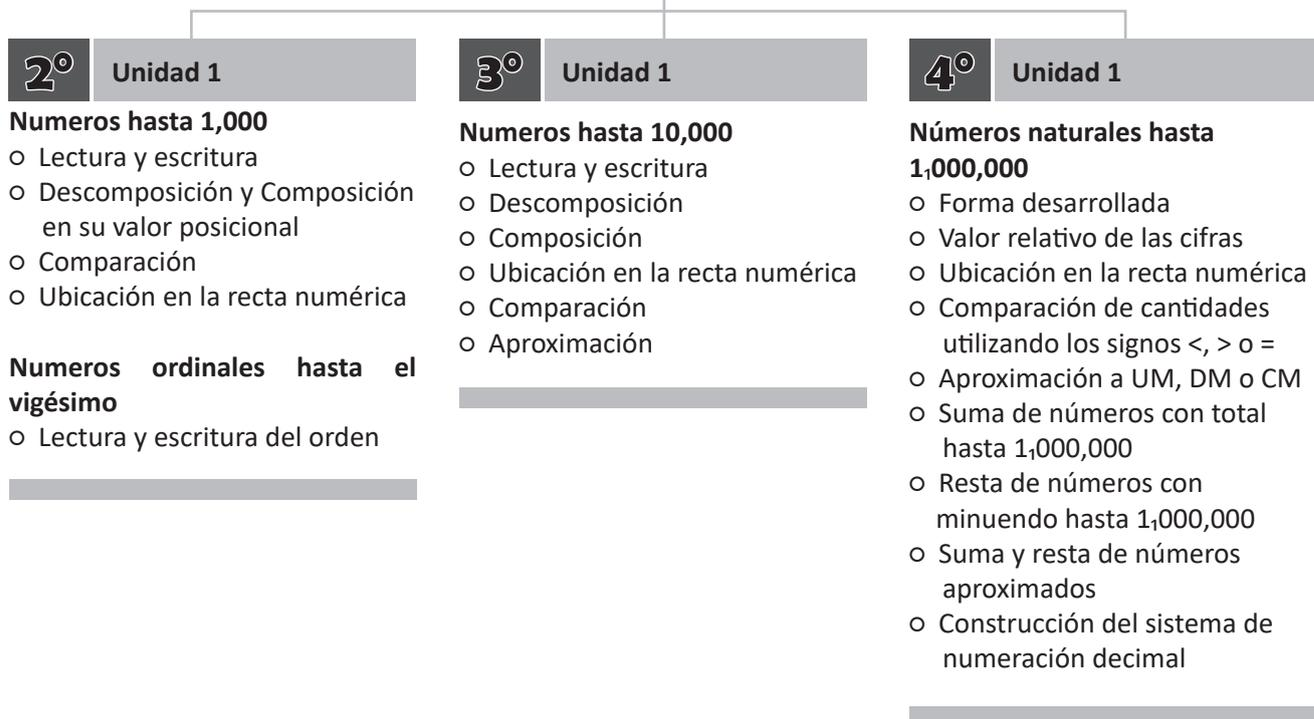 2º Unidad 1
Numeros hasta 1,000
o Lectura y escritura
o Descomposición y Composición
en su valor posicional
o Comparación
o Ubicación en la recta numérica
Numeros ordinales hasta el
vigésimo
o Lectura y escritura del orden
3º Unidad 1
Numeros hasta 10,000
o Lectura y escritura
o Descomposición
o Composición
o Ubicación en la recta numérica
o Comparación
o Aproximación
4º Unidad 1
Números naturales hasta
1₁000,000
o Forma desarrollada
o Valor relativo de las cifras
o Ubicación en la recta numérica
o Comparación de cantidades
utilizando los signos <, > o =
o Aproximación a UM, DM o CM
o Suma de números con total
hasta 1₁000,000
o Resta de números con
minuendo hasta 1₁000,000
o Suma y resta de números
aproximados
o Construcción del sistema de
numeración decimal